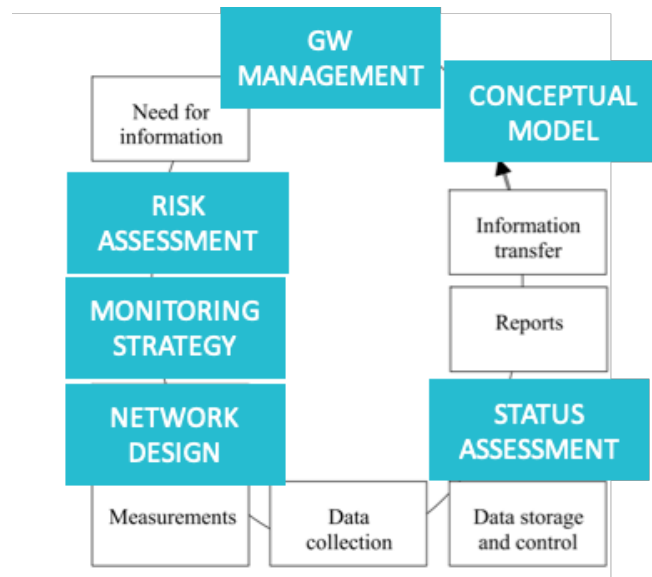 GW
MANAGEMENT
CONCEPTUAL
MODEL
Need for
information
RISK
ASSESSMENT
Information
transfer
MONITORING
STRATEGY
Reports
NETWORK
DESIGN
STATUS
ASSESSMENT
Measurements
Data
collection
Data storage
and control